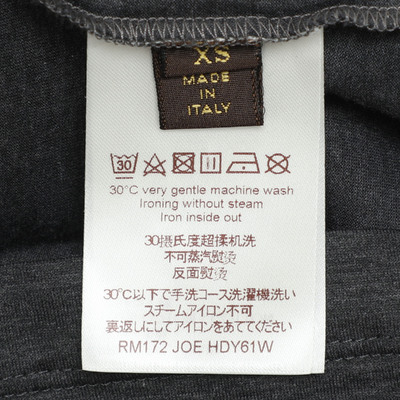 XS
MADE
IN
ITALY
30
30°C very gentle machine wash
Ironing without steam
Iron inside out
30摄氏度超揉机洗
不可蒸汽熨烫
反面熨烫
30℃以下で手洗コース洗濯機洗い
スチームアイロン不可
裏返しにしてアイロンをあててください
RM172 JOE HDY61W